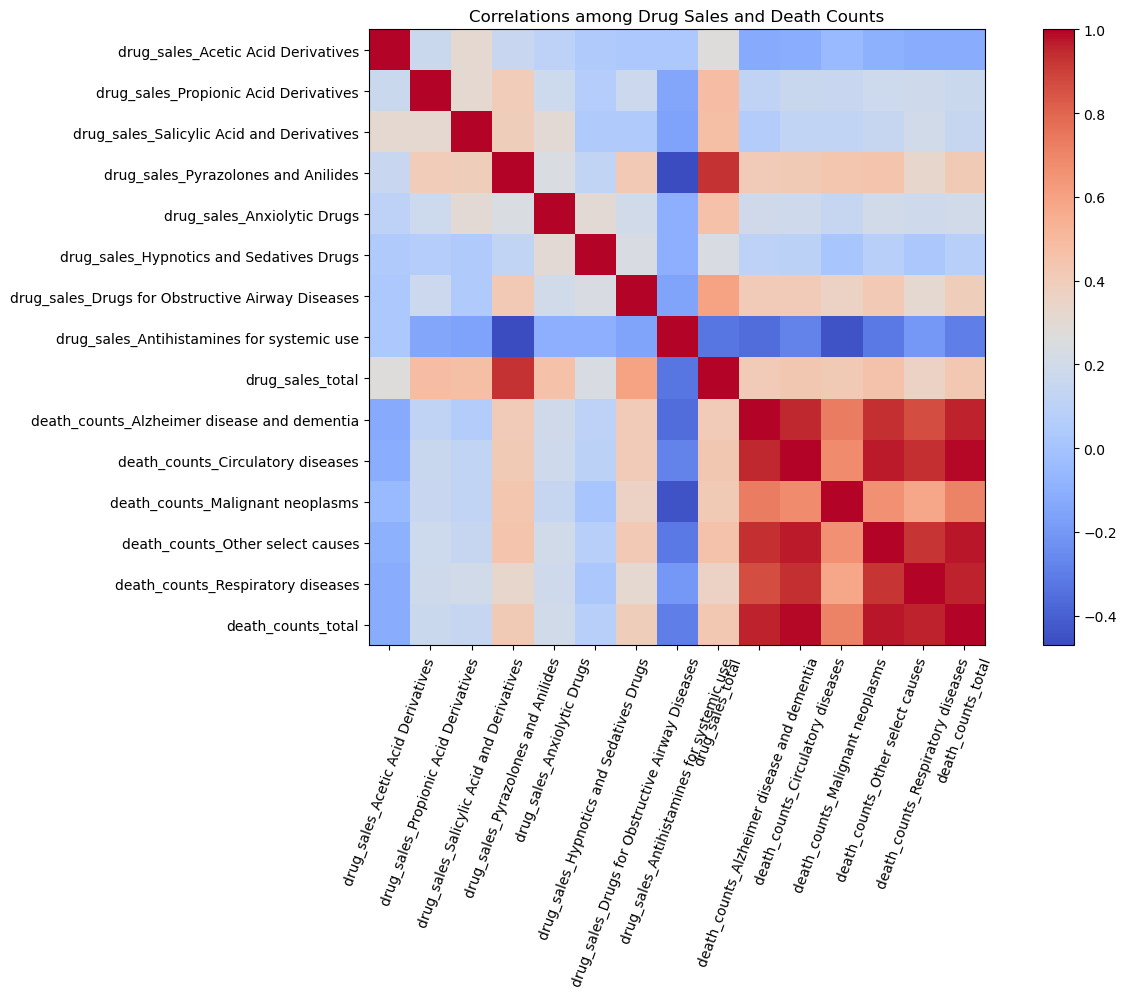 Correlations among Drug Sales and Death Counts
drug_sales_Acetic Acid Derivatives
drug_sales_Propionic Acid Derivatives
drug_sales_Salicylic Acid and Derivatives
drug_sales_Pyrazolones and Anilides
drug_sales_Anxiolytic Drugs
drug_sales_Hypnotics and Sedatives Drugs
drug_sales_Drugs for Obstructive Airway Diseases
drug_sales_Antihistamines for systemic use
drug_sales_total
death_counts_Alzheimer disease and dementia
death_counts_Circulatory diseases
death_counts_Malignant neoplasms
death_counts_Other select causes
death_counts_Respiratory diseases
death_counts_total
drug_sales_Acetic Acid Derivatives
drug_sales_Propionic Acid Derivatives
drug_sales_Salicylic Acid and Derivatives
drug_sales_Pyrazolones and Anilides
drug_sales_Anxiolytic Drugs
drug_sales_Hypnotics and Sedatives Drugs
drug_sales_Drugs for Obstructive Airway Diseases
drug_sales_Antihistamines for systemic use
drug_sales_total
death_counts_Alzheimer disease and dementia
death_counts_Circulatory diseases
death_counts_Malignant neoplasms
death_counts_Other select causes
death_counts_Respiratory diseases
death_counts_total
1.0
0.8
0.6
0.4
0.2
0.0
−0.2
−0.4